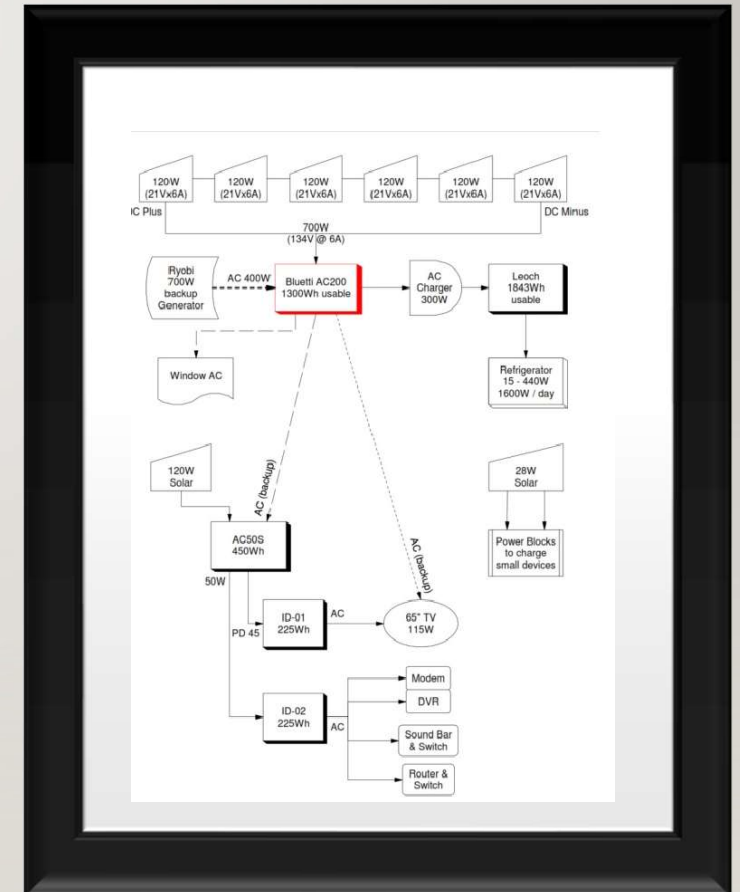 120W
(21Vx6A)
120W
(21Vx6A)
120W
(21Vx6A)
120W
(21Vx6A)
120W
(21Vx6A)
120W
(21Vx6A)
C Plus
DC Minus
700W
(134V @ 6A)
Ryobi
700W
backup
Generator
AC 400W
Bluetti AC200
1300Wh usable
AC
Charger
300W
Leoch
1843Wh
usable
Window AC
Refrigerator
15 - 440W
1600W / day
120W
Solar
AC (backup)
28W
Solar
AC50S
450Wh
AC (backup)
Power Blocks
to charge
small devices
50W
PD 45
ID-01
225Wh
AC
65" TV
115W
ID-02
225Wh
AC
Modem
DVR
Sound Bar
& Switch
Router &
Switch